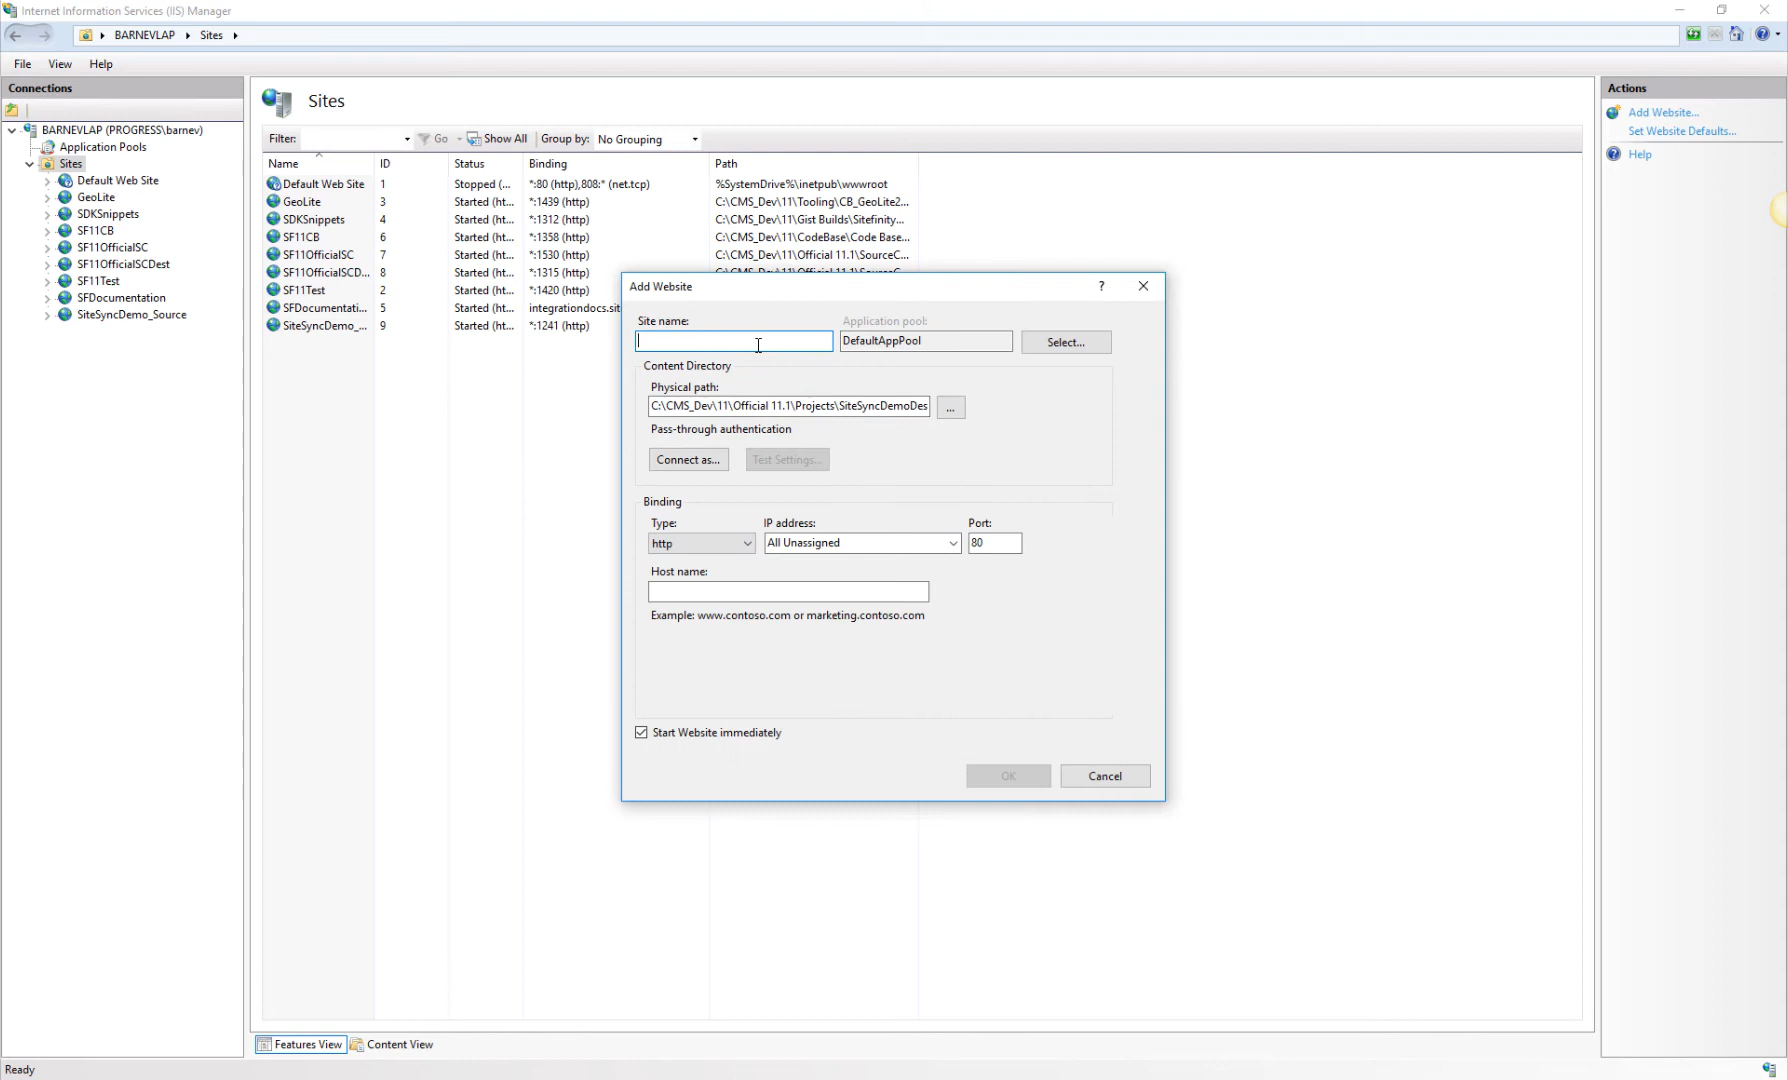 Internet Information Services (IIS) Manager
BARNEVLAP Sites
File View Help
Connections
BARNEVLAP (PROGRESS\barnev)
Application Pools
Sites
Default Web Site
GeoLite
SDKSnippets
SF11CB
SF11OfficialSC
SF11OfficialSCDest
SF11Test
SFDocumentation
SiteSyncDemo_Source
Sites
Filter: Go Show All Group by: No Grouping
Name ID Status Binding Path
Default Web Site 1 Stopped (... *:80 (http),808:* (net.tcp) %SystemDrive%\inetpub\wwwroot
GeoLite 3 Started (ht... *:1439 (http) C:\CMS_Dev\11\Tooling\CB_GeoLite2...
SDKSnippets 4 Started (ht... *:1312 (http) C:\CMS_Dev\11\Gist Builds\Sitefinity...
SF11CB 6 Started (ht... *:1358 (http) C:\CMS_Dev\11\CodeBase\Code Base...
SF11OfficialSC 7 Started (ht... *:1530 (http) C:\CMS_Dev\11\Official 11.1\SourceC...
SF11OfficialSCD... 8 Started (ht... *:1315 (http) C:\CMS_Dev\11\Official 11.1\SourceC...
SF11Test 2 Started (ht... *:1420 (http)
SFDocumentati... 5 Started (ht... integrationdocs.sit
SiteSyncDemo_... 9 Started (ht... *:1241 (http)
Add Website ?
Site name: Application pool:
DefaultAppPool Select...
Content Directory
Physical path:
C:\CMS_Dev\11\Official 11.1\Projects\SiteSyncDemoDes ...
Pass-through authentication
Connect as... Test Settings...
Binding
Type: IP address: Port:
http All Unassigned 80
Host name:
Example: www.contoso.com or marketing.contoso.com
Start Website immediately
OK Cancel
Features View Content View
Actions
Add Website...
Set Website Defaults...
Help
Ready